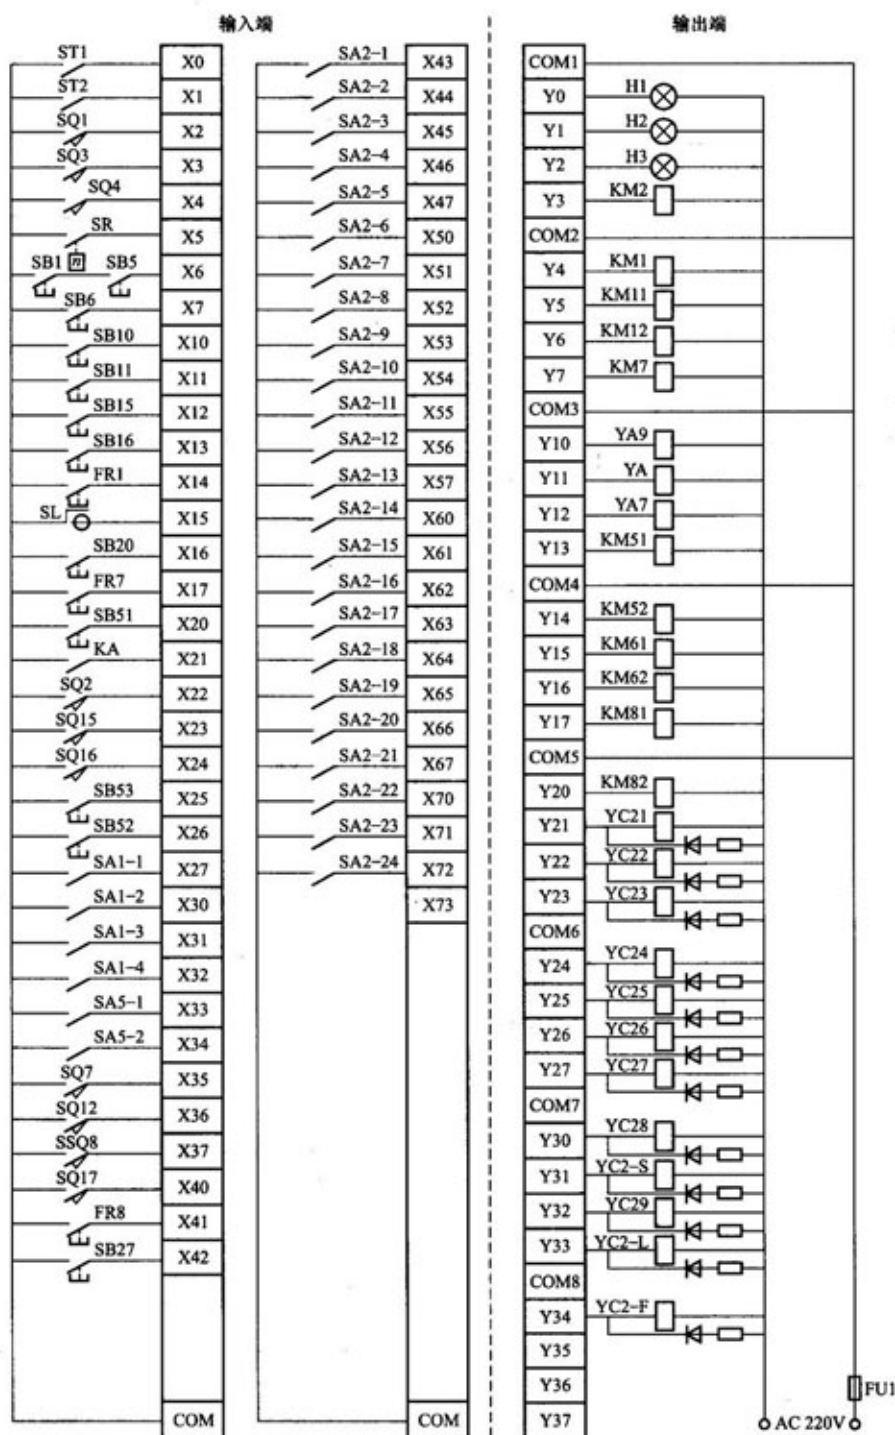 输入端
输出端
ST1 X0 SA2-1 X43 COM1
ST2 X1 SA2-2 X44 Y0 H1
SQ1 X2 SA2-3 X45 Y1 H2
SQ3 X3 SA2-4 X46 Y2 H3
SQ4 X4 SA2-5 X47 Y3 KM2
SR X5 SA2-6 X50 COM2
n
SB1 SB5 X6 SA2-7 X51 Y4 KM1
SB6 X7 SA2-8 X52 Y5 KM11
SB10 X10 SA2-9 X53 Y6 KM12
SB11 X11 SA2-10 X54 Y7 KM7
SB15 X12 SA2-11 X55 COM3
SB16 X13 SA2-12 X56 Y10 YA9
FR1 X14 SA2-13 X57 Y11 YA
SL X15 SA2-14 X60 Y12 YA7
SB20 X16 SA2-15 X61 Y13 KM51
FR7 X17 SA2-16 X62 COM4
SB51 X20 SA2-17 X63 Y14 KM52
KA X21 SA2-18 X64 Y15 KM61
SQ2 X22 SA2-19 X65 Y16 KM62
SQ15 X23 SA2-20 X66 Y17 KM81
SQ16 X24 SA2-21 X67 COM5
SB53 X25 SA2-22 X70 Y20 KM82
SB52 X26 SA2-23 X71 Y21 YC21
SA1-1 X27 SA2-24 X72 Y22 YC22
SA1-2 X30 X73 Y23 YC23
SA1-3 X31 COM6
SA1-4 X32 Y24 YC24
SA5-1 X33 Y25 YC25
SA5-2 X34 Y26 YC26
SQ7 X35 Y27 YC27
SQ12 X36 COM7
SSQ8 X37 Y30 YC28
SQ17 X40 Y31 YC2-S
FR8 X41 Y32 YC29
SB27 X42 Y33 YC2-L
COM8
Y34 YC2-F
Y35
Y36 FU1
COM COM Y37 AC 220V